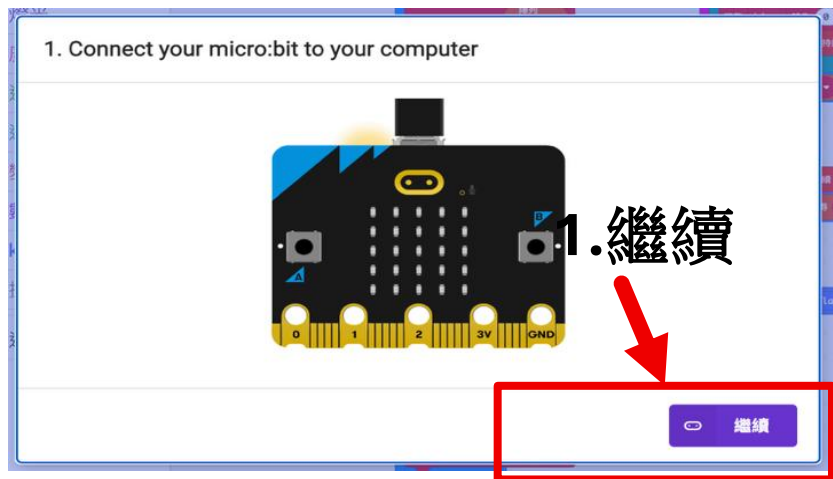 1. Connect your micro:bit to your computer
B
1.繼續
A
0 1 2 3V GND
繼續